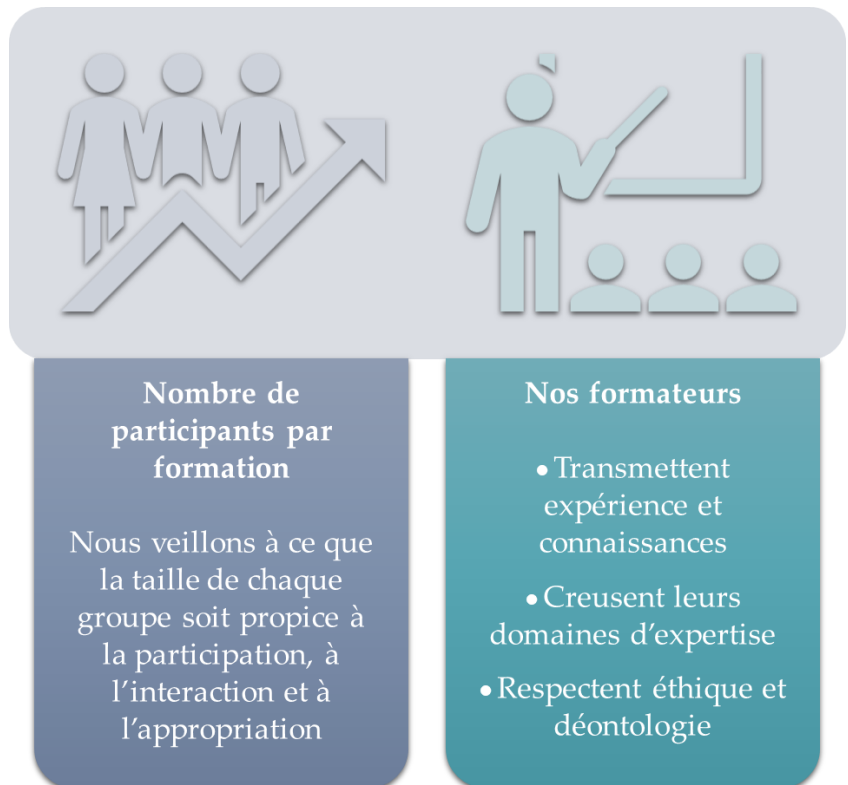 Nombre de
participants par
formation
Nous veillons à ce que
la taille de chaque
groupe soit propice à
la participation, à
l’interaction et à
l’appropriation
Nos formateurs
• Transmettent
expérience et
connaissances
• Creusent leurs
domaines d’expertise
• Respectent éthique et
déontologie